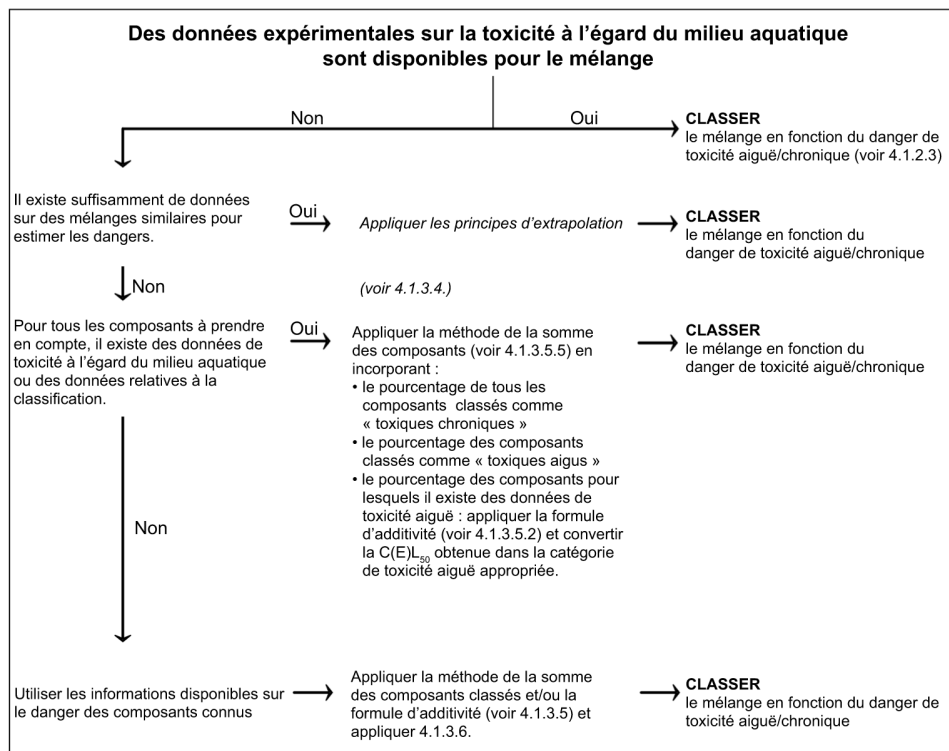 Des données expérimentales sur la toxicité à l'égard du milieu aquatique
sont disponibles pour le mélange
Non
Oui
CLASSER
le mélange en fonction du danger de
toxicité aiguë/chronique (voir 4.1.2.3)
Il existe suffisamment de données
sur des mélanges similaires pour
estimer les dangers.
Oui
Appliquer les principes d'extrapolation
(voir 4.1.3.4.)
CLASSER
le mélange en fonction du
danger de toxicité aiguë/chronique
Non
Pour tous les composants à prendre
en compte, il existe des données de
toxicité à l'égard du milieu aquatique
ou des données relatives à la
classification.
Oui
Appliquer la méthode de la somme
des composants (voir 4.1.3.5.5) en
incorporant :
• le pourcentage de tous les
composants classés comme
« toxiques chroniques »
• le pourcentage des composants
classés comme « toxiques aigus »
• le pourcentage des composants pour
lesquels il existe des données de
toxicité aiguë : appliquer la formule
d'additivité (voir 4.1.3.5.2) et convertir
la C(E)L50 obtenue dans la catégorie
de toxicité aiguë appropriée.
CLASSER
le mélange en fonction du
danger de toxicité aiguë/chronique
Non
Utiliser les informations disponibles sur
le danger des composants connus
Appliquer la méthode de la somme
des composants classés et/ou la
formule d'additivité (voir 4.1.3.5) et
appliquer 4.1.3.6.
CLASSER
le mélange en fonction du danger de
toxicité aiguë/chronique